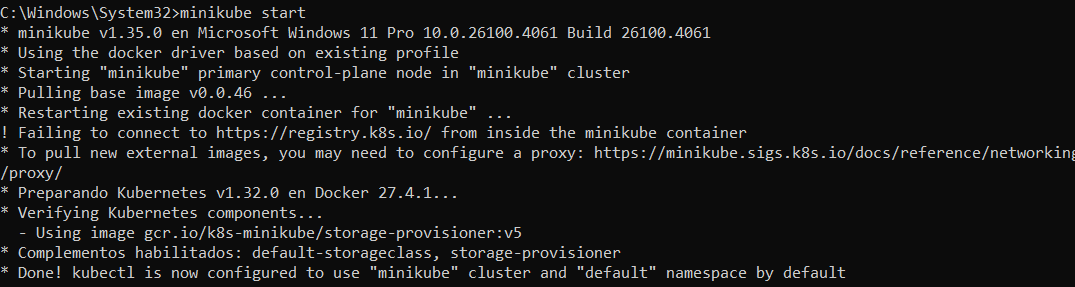 C:\Windows\System32>minikube start
* minikube v1.35.0 en Microsoft Windows 11 Pro 10.0.26100.4061 Build 26100.4061
* Using the docker driver based on existing profile
* Starting "minikube" primary control-plane node in "minikube" cluster
* Pulling base image v0.0.46 ...
* Restarting existing docker container for "minikube" ...
! Failing to connect to https://registry.k8s.io/ from inside the minikube container
* To pull new external images, you may need to configure a proxy: https://minikube.sigs.k8s.io/docs/reference/networking
/proxy/
* Preparando Kubernetes v1.32.0 en Docker 27.4.1...
* Verifying Kubernetes components...
  - Using image gcr.io/k8s-minikube/storage-provisioner:v5
* Complementos habilitados: default-storageclass, storage-provisioner
* Done! kubectl is now configured to use "minikube" cluster and "default" namespace by default